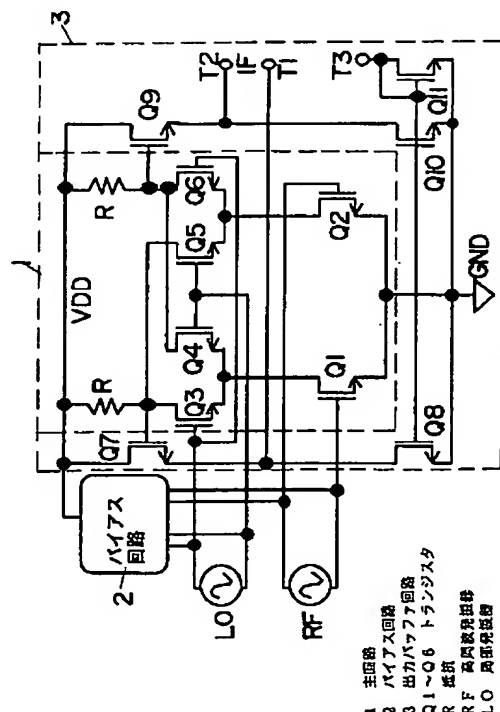 1
3
VDD
R
R
Q7
Q9
T2
IF
T1
T3
Q3
Q4
Q5
Q6
Q1
Q2
Q8
Q10
Q11
GND
バイアス
回路
2
LO
RF
1 主回路
2 バイアス回路
3 出力バッファ回路
Q1~Q6 トランジスタ
R 抵抗
RF 高周波発振器
LO 局部発振器